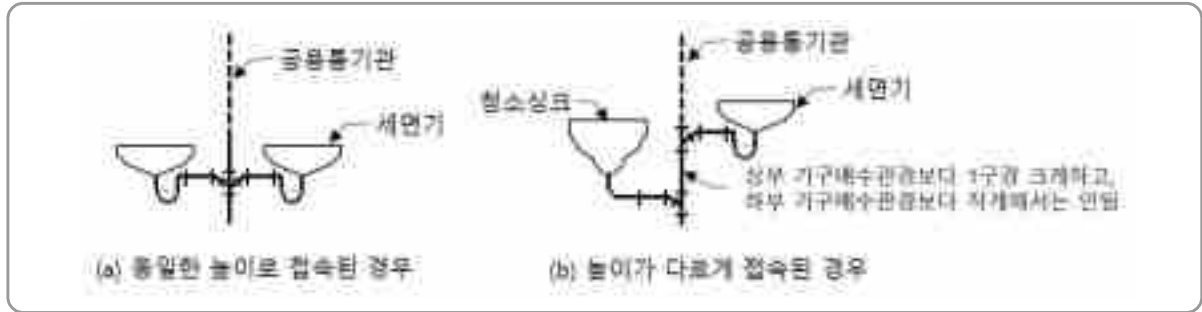 공용통기관
세면기
(a) 동일한 높이로 접속된 경우
공용통기관
청소싱크
세면기
상부 기구배수관경보다 1구경 크게하고,
하부 기구배수관경보다 작게해서는 안됨
(b) 높이가 다르게 접속된 경우